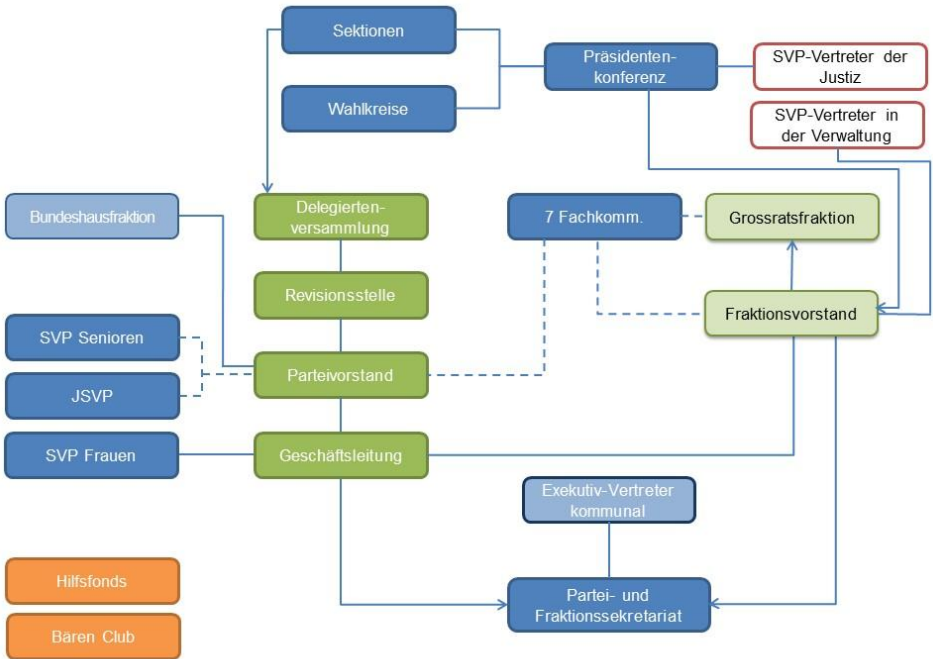 Sektionen
Präsidenten-
konferenz
SVP-Vertreter der
Justiz
Wahlkreise
SVP-Vertreter in
der Verwaltung
Bundeshausfraktion
Delegierten-
versammlung
7 Fachkomm.
Grossratsfraktion
Revisionsstelle
Fraktionsvorstand
SVP Senioren
Parteivorstand
JSVP
SVP Frauen
Geschäftsleitung
Exekutiv-Vertreter
kommunal
Hilfsfonds
Partei- und
Fraktionssekretariat
Bären Club